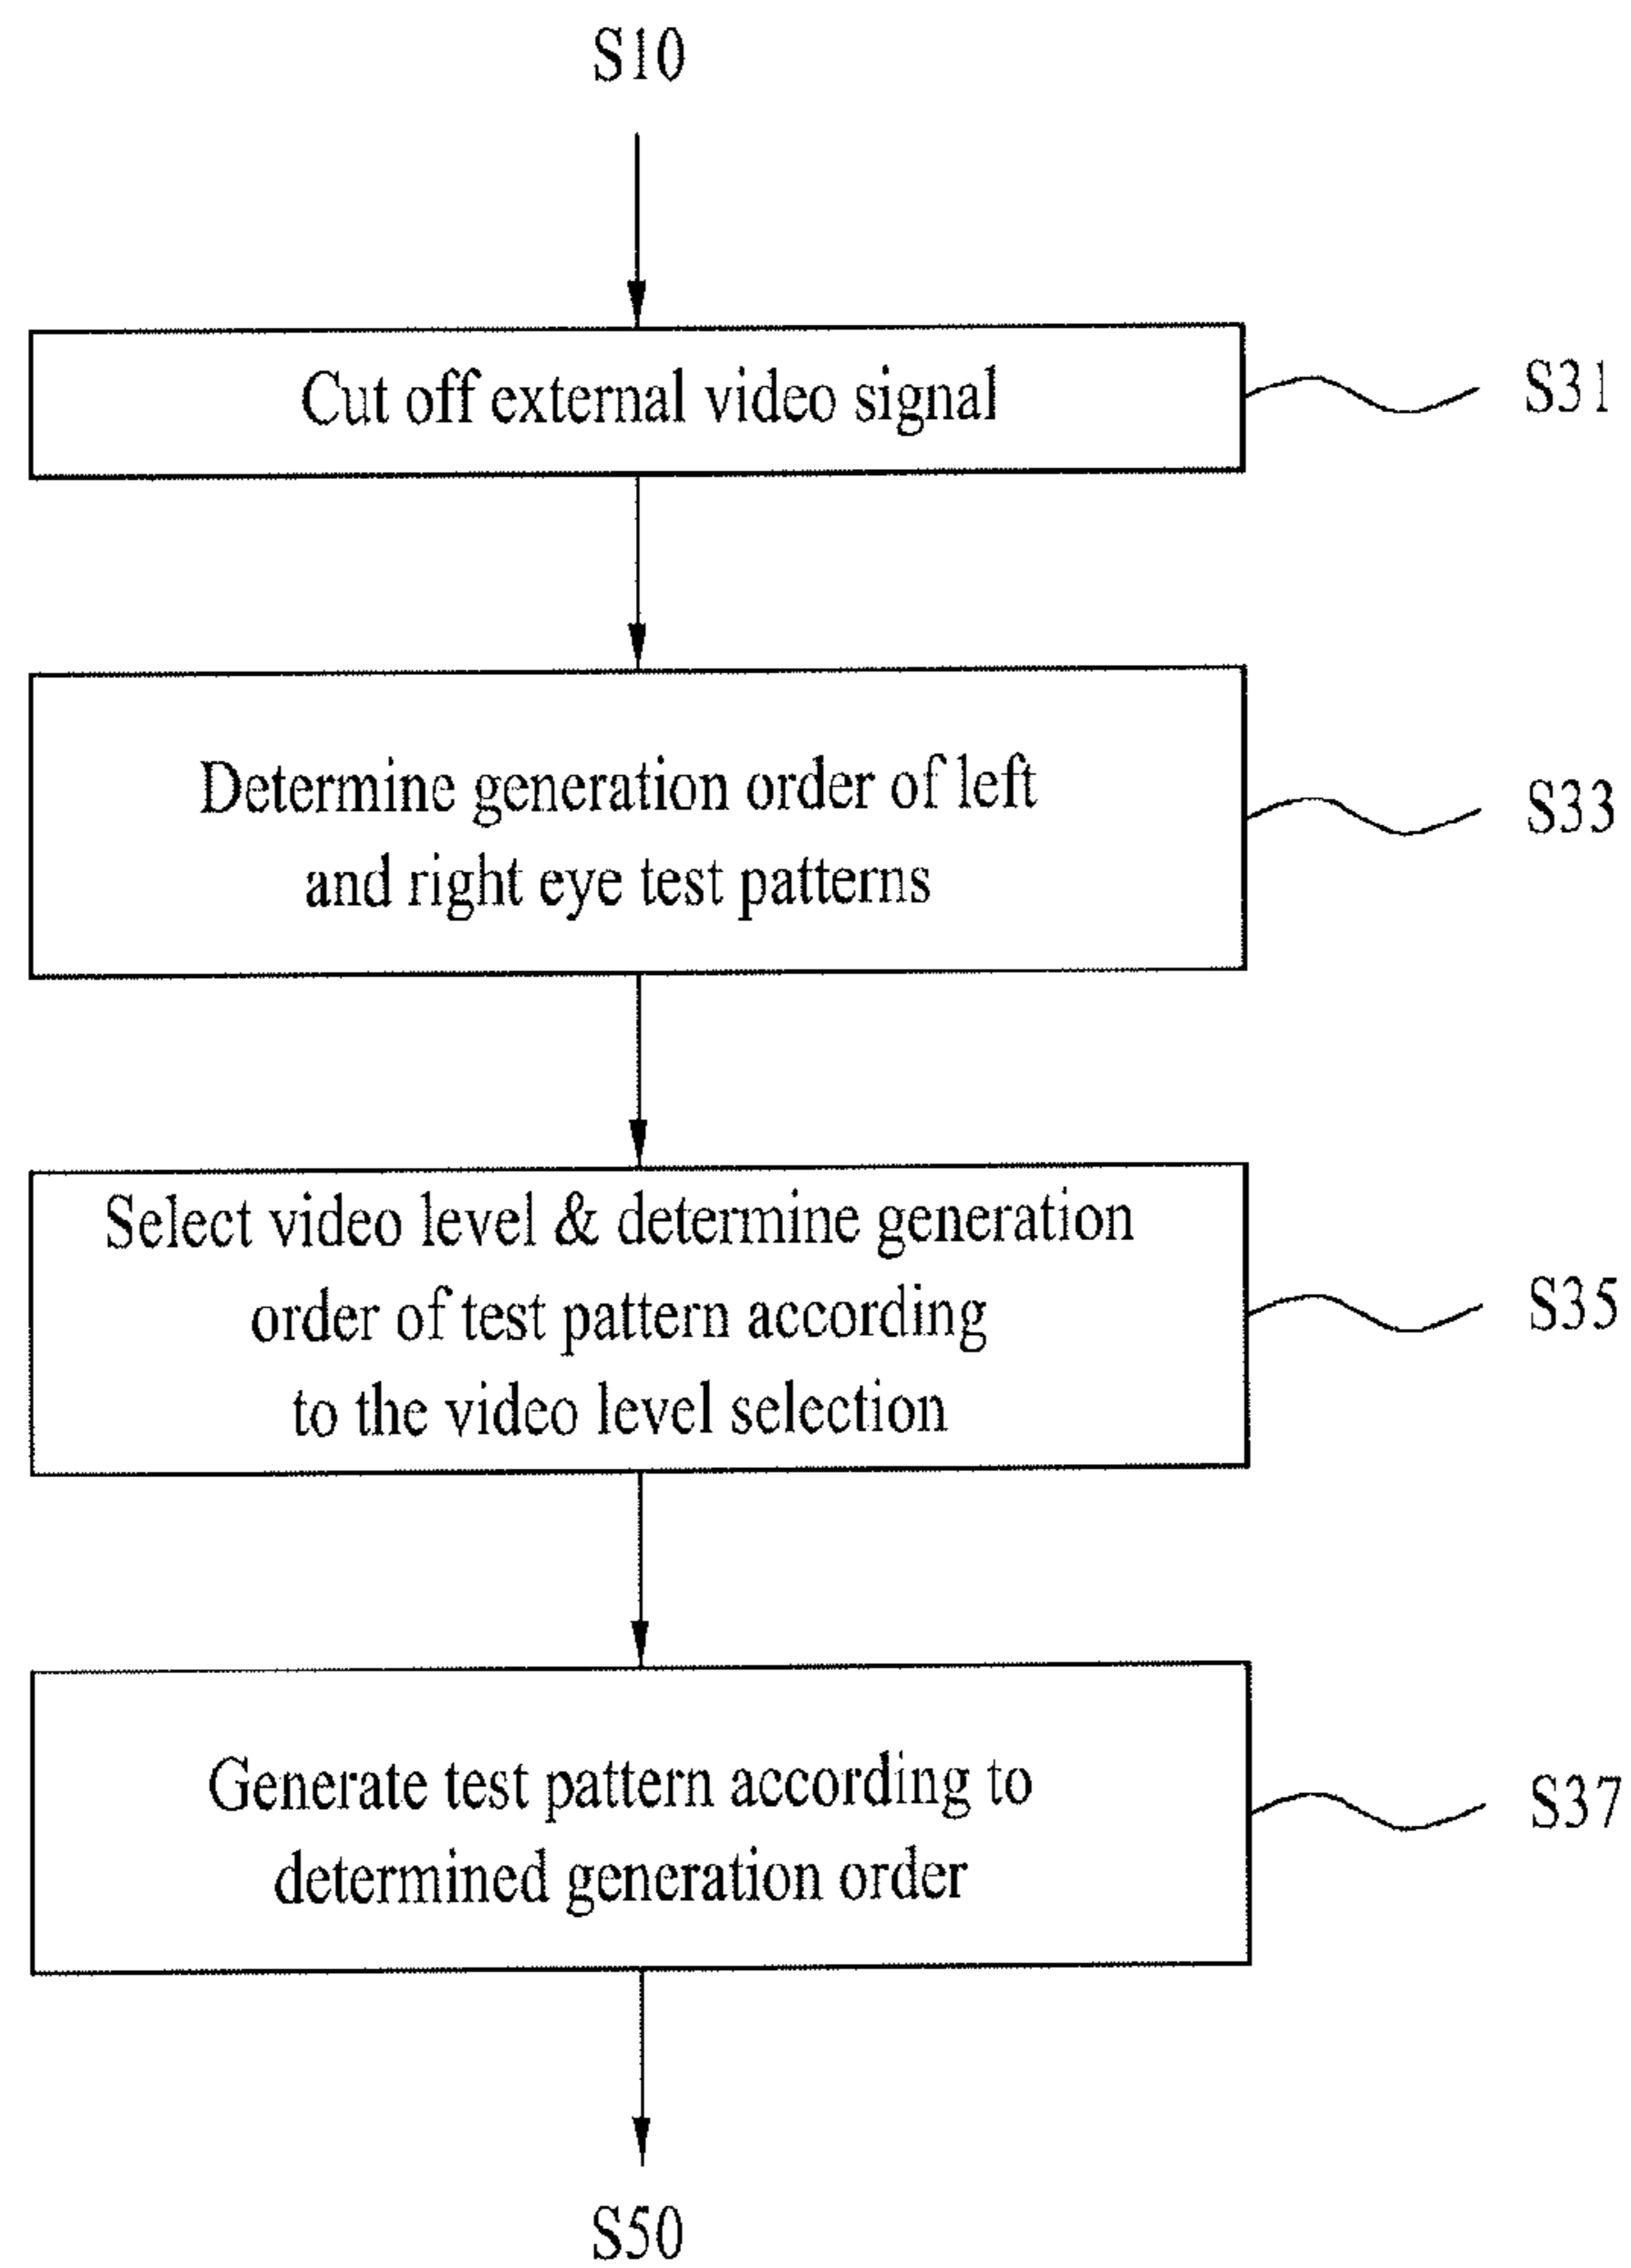 S10
Cut off external video signal
S31
Determine generation order of left
and right eye test patterns
S33
Select video level & determine generation
order of test pattern according
to the video level selection
S35
Generate test pattern according to
determined generation order
S37
S50